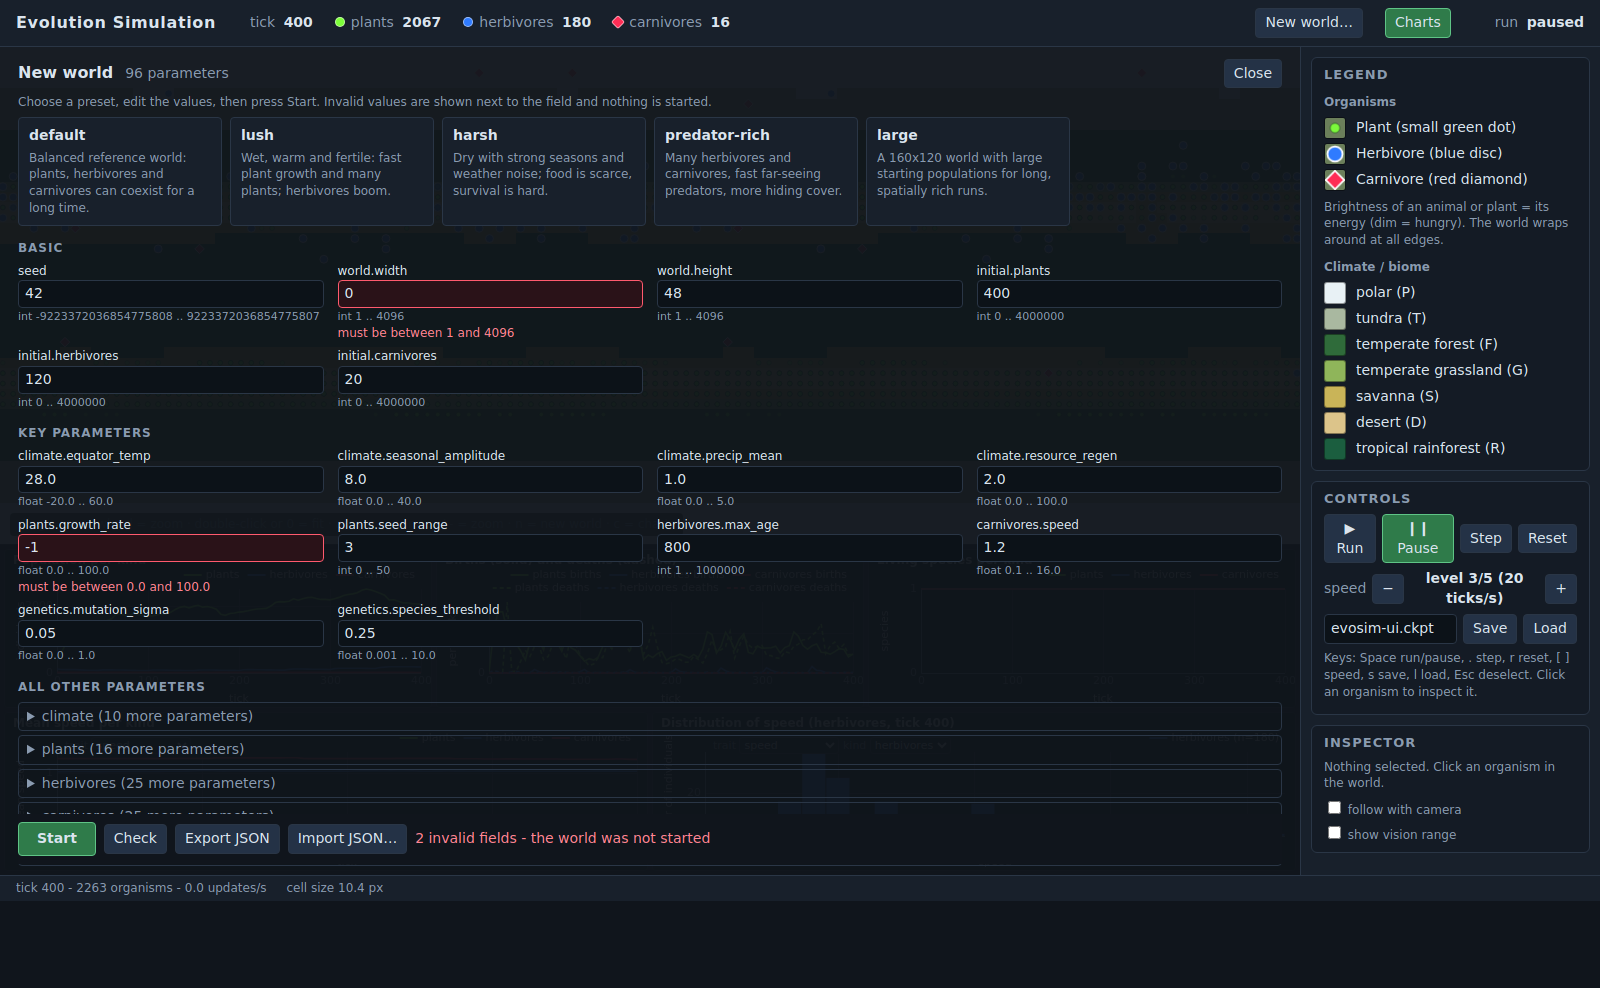 Evolution Simulation
tick 400
plants 2067
herbivores 180
carnivores 16
New world...
Charts
run paused
New world 96 parameters
Close
Choose a preset, edit the values, then press Start. Invalid values are shown next to the field and nothing is started.
default
Balanced reference world:
plants, herbivores and
carnivores can coexist for a
long time.
lush
Wet, warm and fertile: fast
plant growth and many
plants; herbivores boom.
harsh
Dry with strong seasons and
weather noise; food is scarce,
survival is hard.
predator-rich
Many herbivores and
carnivores, fast far-seeing
predators, more hiding cover.
large
A 160x120 world with large
starting populations for long,
spatially rich runs.
BASIC
seed
42
int -9223372036854775808 .. 9223372036854775807
world.width
0
int 1 .. 4096
must be between 1 and 4096
world.height
48
int 1 .. 4096
initial.plants
400
int 0 .. 4000000
initial.herbivores
120
int 0 .. 4000000
initial.carnivores
20
int 0 .. 4000000
KEY PARAMETERS
climate.equator_temp
28.0
float -20.0 .. 60.0
climate.seasonal_amplitude
8.0
float 0.0 .. 40.0
climate.precip_mean
1.0
float 0.0 .. 5.0
climate.resource_regen
2.0
float 0.0 .. 100.0
plants.growth_rate
-1
float 0.0 .. 100.0
must be between 0.0 and 100.0
plants.seed_range
3
int 0 .. 50
herbivores.max_age
800
int 1 .. 1000000
carnivores.speed
1.2
float 0.1 .. 16.0
genetics.mutation_sigma
0.05
float 0.0 .. 1.0
genetics.species_threshold
0.25
float 0.001 .. 10.0
ALL OTHER PARAMETERS
▶ climate (10 more parameters)
▶ plants (16 more parameters)
Distribution of speed (herbivores, tick 400)
▶ herbivores (25 more parameters)
Start
Check
Export JSON
Import JSON...
2 invalid fields - the world was not started
LEGEND
Organisms
Plant (small green dot)
Herbivore (blue disc)
Carnivore (red diamond)
Brightness of an animal or plant = its
energy (dim = hungry). The world wraps
around at all edges.
Climate / biome
polar (P)
tundra (T)
temperate forest (F)
temperate grassland (G)
savanna (S)
desert (D)
tropical rainforest (R)
CONTROLS
▶ Run
❙❙ Pause
Step
Reset
speed
−
level 3/5 (20
ticks/s)
+
evosim-ui.ckpt
Save
Load
Keys: Space run/pause, . step, r reset, [ ]
speed, s save, l load, Esc deselect. Click
an organism to inspect it.
INSPECTOR
Nothing selected. Click an organism in
the world.
follow with camera
show vision range
tick 400 - 2263 organisms - 0.0 updates/s
cell size 10.4 px